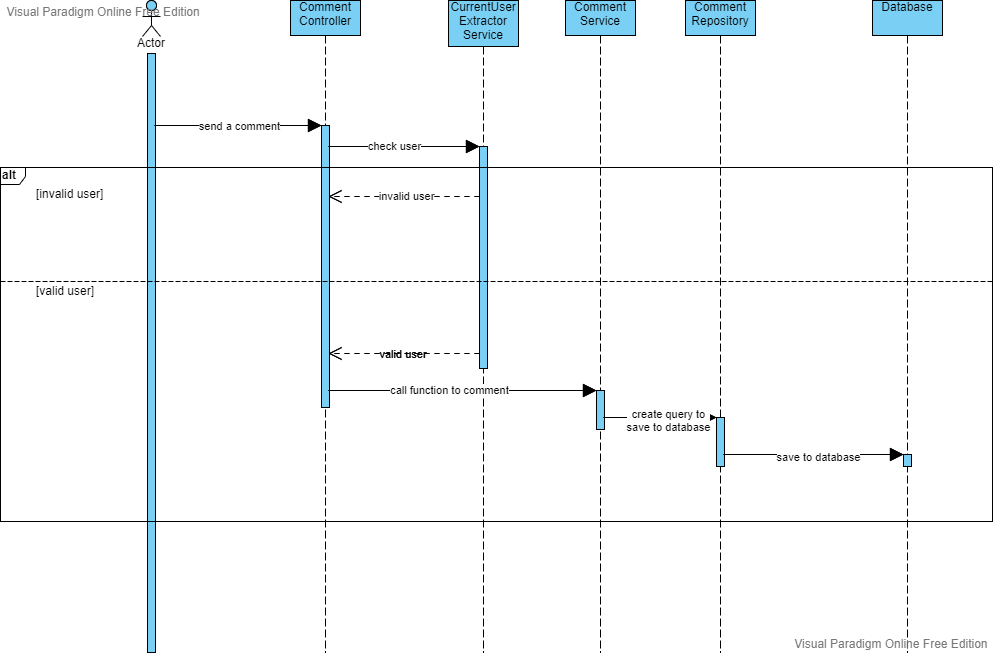 Visual Paradigm Online Free Edition
Actor
Comment
Controller
CurrentUser
Extractor
Service
Comment
Service
Comment
Repository
Database
send a comment
check user
alt
[invalid user]
invalid user
[valid user]
valid user
call function to comment
create query to
save to database
save to database
Visual Paradigm Online Free Edition